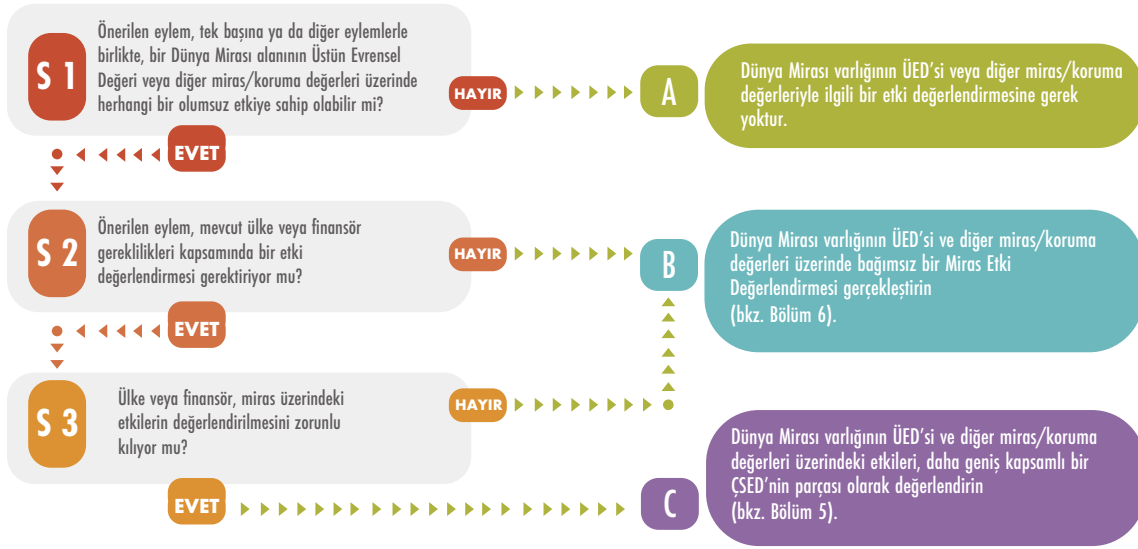 S 1
Önerilen eylem, tek başına ya da diğer eylemlerle
birlikte, bir Dünya Mirası alanının Üstün Evrensel
Değeri veya diğer miras/koruma değerleri üzerinde
herhangi bir olumsuz etkiye sahip olabilir mi?
HAYIR
A
Dünya Mirası varlığının ÜED'si veya diğer miras/koruma
değerleriyle ilgili bir etki değerlendirmesine gerek
yoktur.
EVET
S 2
Önerilen eylem, mevcut ülke veya finansör
gereklilikleri kapsamında bir etki
değerlendirmesi gerektiriyor mu?
HAYIR
B
Dünya Mirası varlığının ÜED'si ve diğer miras/koruma
değerleri üzerinde bağımsız bir Miras Etki
Değerlendirmesi gerçekleştirin
(bkz. Bölüm 6).
EVET
S 3
Ülke veya finansör, miras üzerindeki
etkilerin değerlendirilmesini zorunlu
kılıyor mu?
HAYIR
EVET
C
Dünya Mirası varlığının ÜED'si ve diğer miras/koruma
değerleri üzerindeki etkileri, daha geniş kapsamlı bir
ÇSED'nin parçası olarak değerlendirin
(bkz. Bölüm 5).